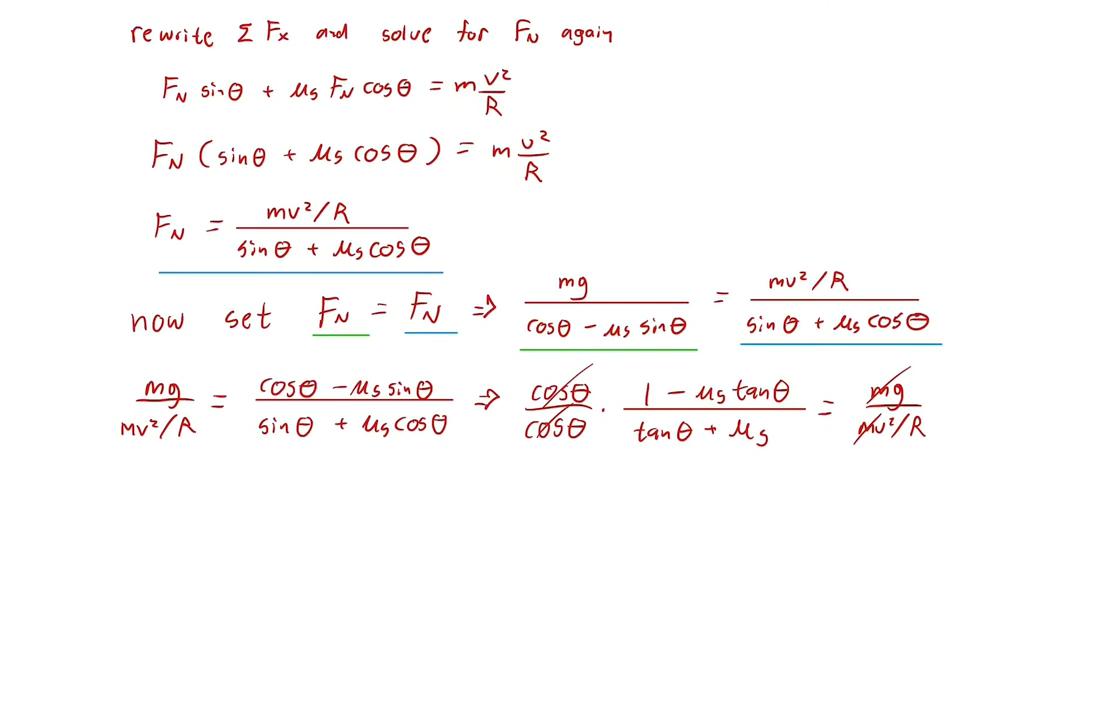 rewrite Σ Fx and solve for FN again
FN sinθ + μs FN cosθ = m v²/R
FN (sinθ + μs cosθ) = m v²/R
FN = (mv²/R)/(sinθ + μs cosθ)
now set FN = FN ⇒ mg/(cosθ − μs sinθ) = (mv²/R)/(sinθ + μs cosθ)
mg/(mv²/R) = (cosθ − μs sinθ)/(sinθ + μs cosθ) ⇒ cosθ/cosθ · (1 − μs tanθ)/(tanθ + μs) = mg/(mv²/R)